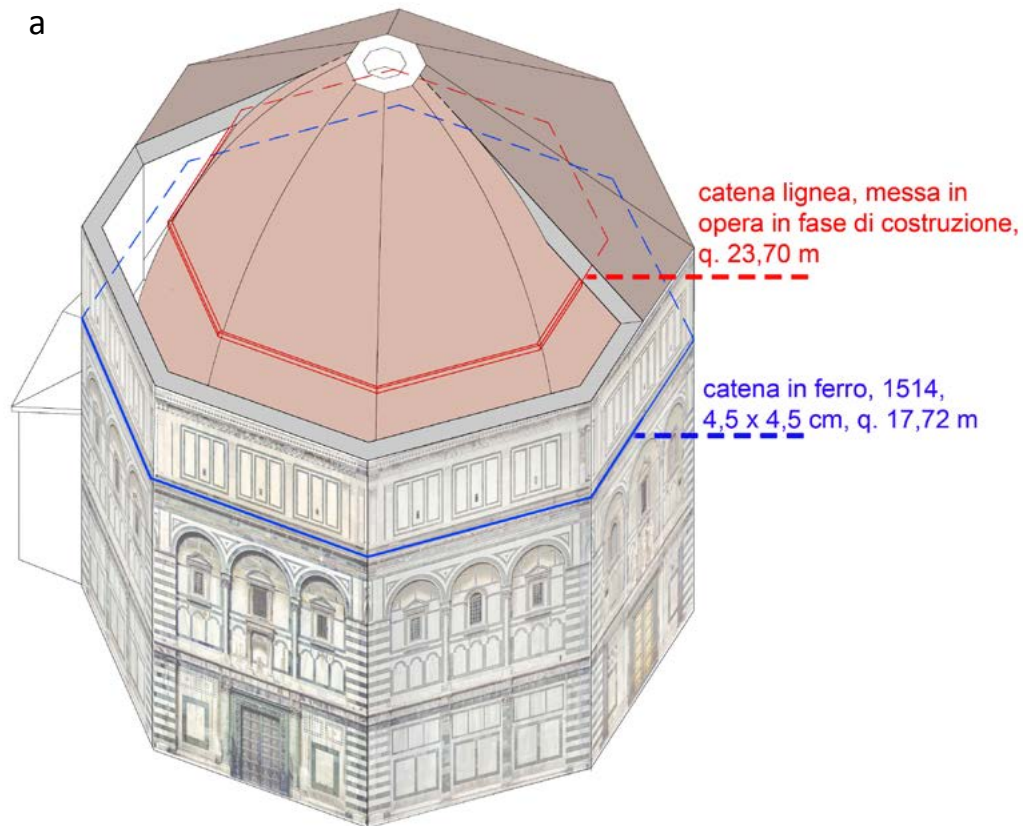 a
catena lignea, messa in
opera in fase di costruzione,
q. 23,70 m
catena in ferro, 1514,
4,5 x 4,5 cm, q. 17,72 m